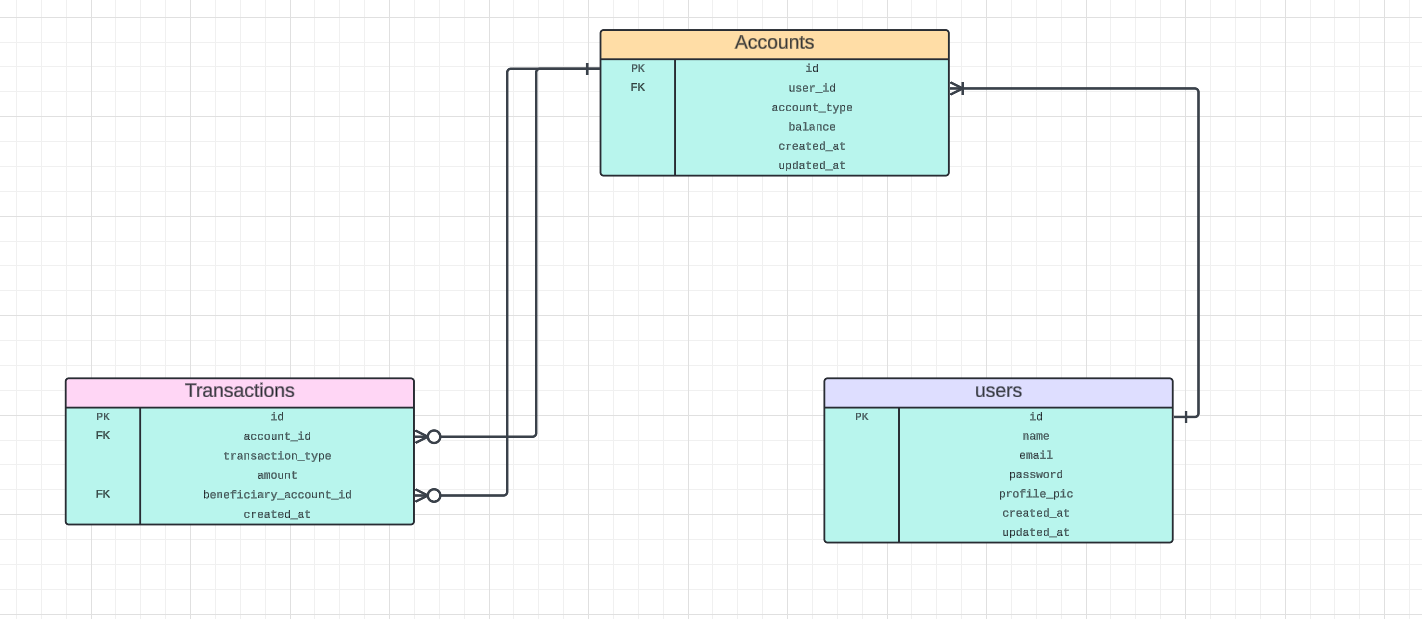 Accounts
PK id
FK user_id
account_type
balance
created_at
updated_at
Transactions
PK id
FK account_id
transaction_type
amount
FK beneficiary_account_id
created_at
users
PK id
name
email
password
profile_pic
created_at
updated_at